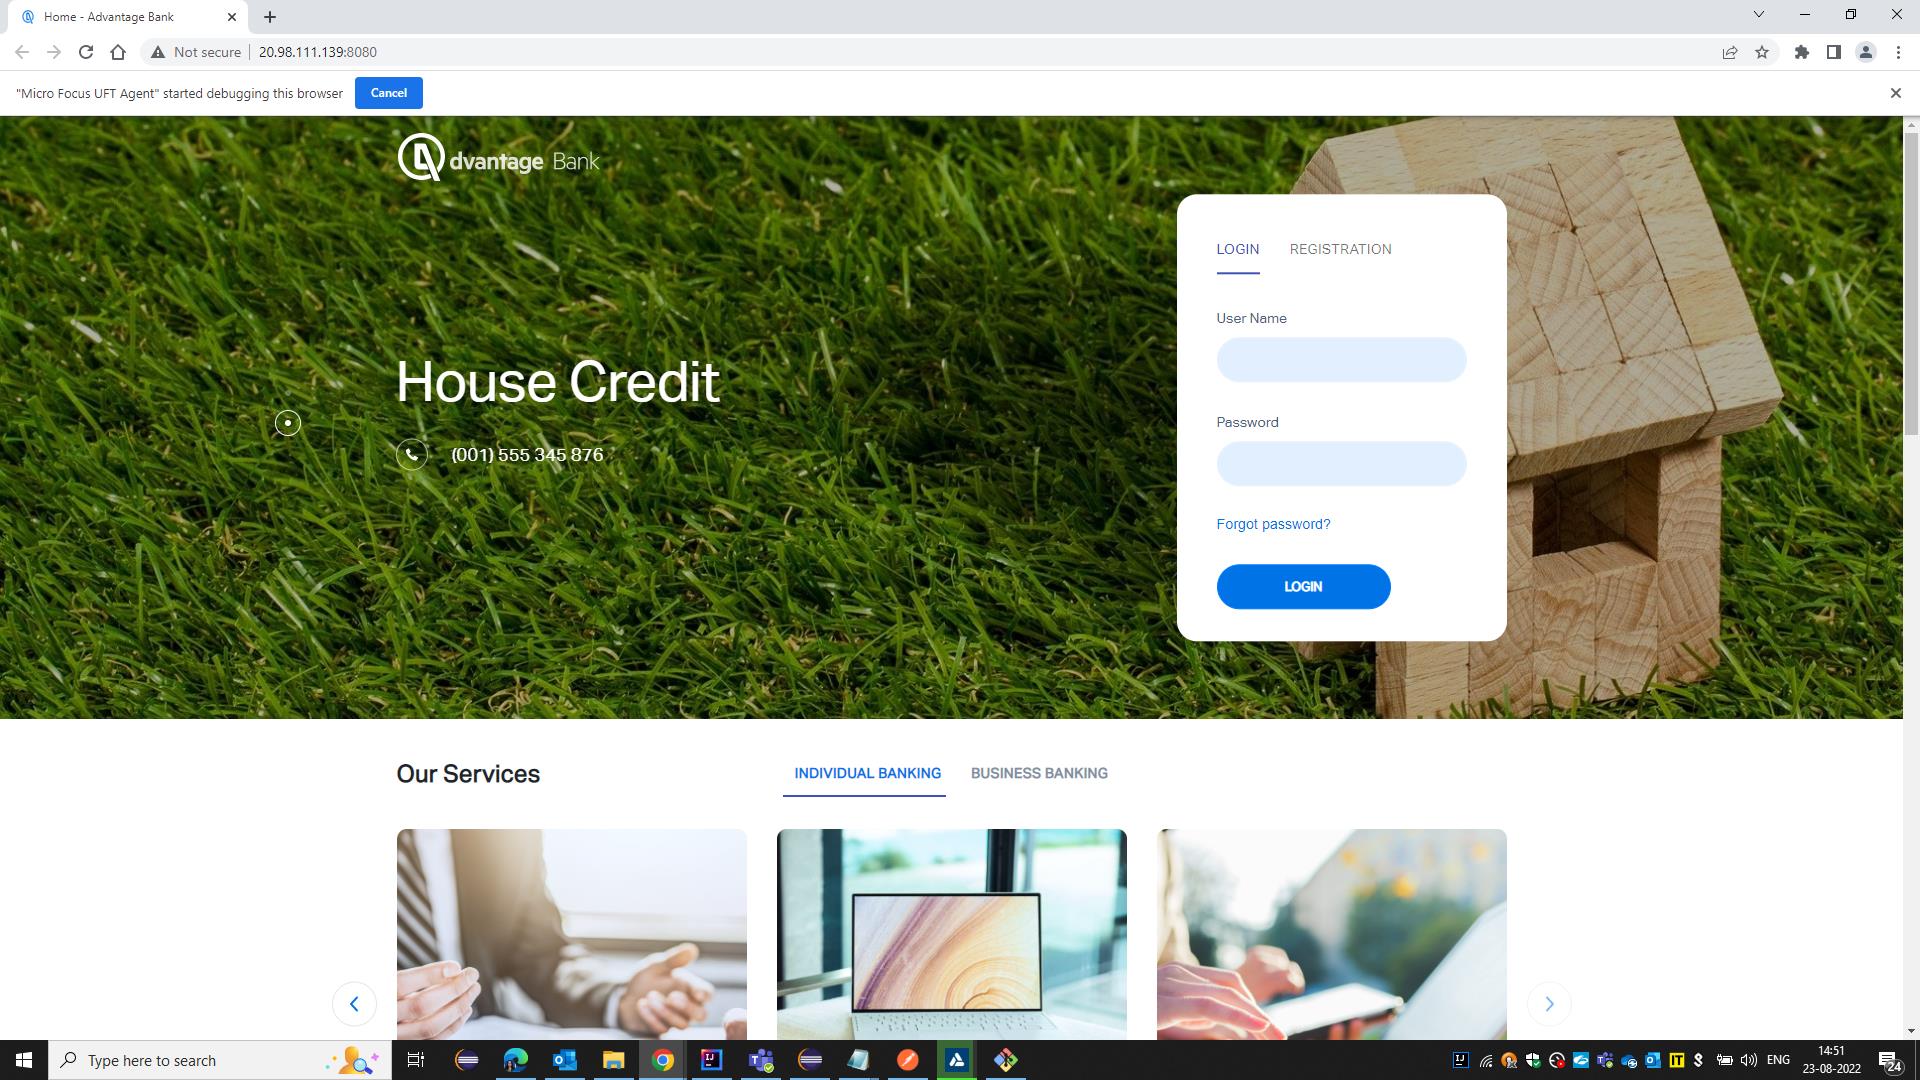 Home - Advantage Bank
Not secure
20.98.111.139:8080
"Micro Focus UFT Agent" started debugging this browser
Cancel
dvantage Bank
LOGIN
REGISTRATION
User Name
House Credit
Password
(001) 555 345 876
Forgot password?
LOGIN
Our Services
INDIVIDUAL BANKING
BUSINESS BANKING
Type here to search
ENG
14:51
23-08-2022
24